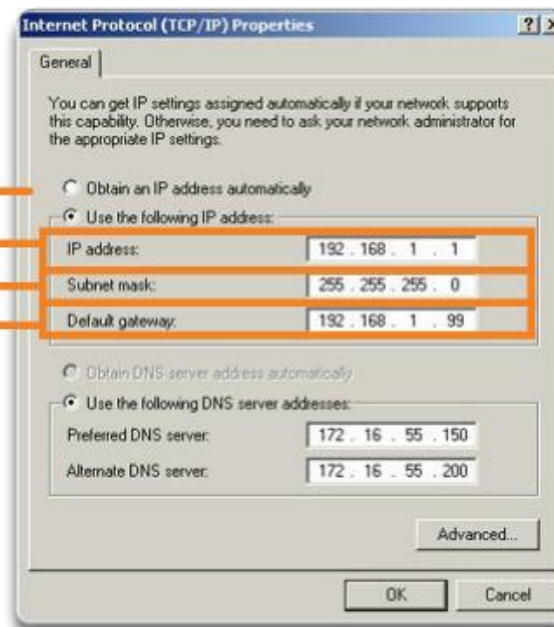 Internet Protocol (TCP/IP) Properties
General
You can get IP settings assigned automatically if your network supports
this capability. Otherwise, you need to ask your network administrator for
the appropriate IP settings.
Obtain an IP address automatically
Use the following IP address:
IP address: 192 . 168 . 1 . 1
Subnet mask: 255 . 255 . 255 . 0
Default gateway: 192 . 168 . 1 . 99
Obtain DNS server address automatically
Use the following DNS server addresses:
Preferred DNS server: 172 . 16 . 55 . 150
Alternate DNS server: 172 . 16 . 55 . 200
Advanced...
OK Cancel